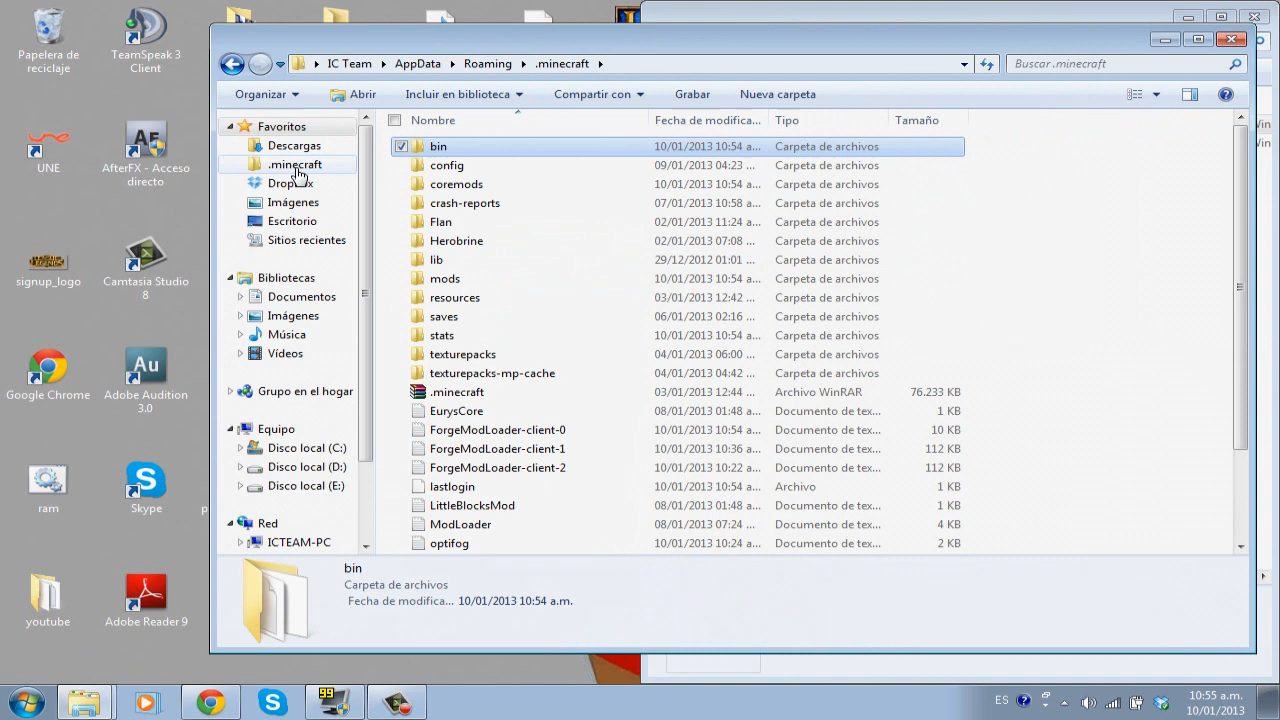 Papelera de
reciclaje
TeamSpeak 3
Client
UNE
AfterFX - Acceso
directo
signup_logo
Camtasia Studio
8
Google Chrome
Adobe Audition
3.0
ram
Skype
youtube
Adobe Reader 9
IC Team
AppData
Roaming
.minecraft
Buscar .minecraft
Organizar
Abrir
Incluir en biblioteca
Compartir con
Grabar
Nueva carpeta
Favoritos
Descargas
.minecraft
Imágenes
Escritorio
Sitios recientes
Bibliotecas
Documentos
Imágenes
Música
Vídeos
Grupo en el hogar
Equipo
Disco local (C:)
Disco local (D:)
Disco local (E:)
Red
ICTEAM-PC
Nombre Fecha de modifica... Tipo Tamaño
bin 10/01/2013 10:54 a... Carpeta de archivos
config 09/01/2013 04:23 ... Carpeta de archivos
coremods 10/01/2013 10:54 a... Carpeta de archivos
crash-reports 07/01/2013 10:58 a... Carpeta de archivos
Flan 02/01/2013 11:24 a... Carpeta de archivos
Herobrine 02/01/2013 07:08 ... Carpeta de archivos
lib 29/12/2012 01:01 ... Carpeta de archivos
mods 10/01/2013 10:54 a... Carpeta de archivos
resources 03/01/2013 12:42 ... Carpeta de archivos
saves 06/01/2013 02:16 ... Carpeta de archivos
stats 10/01/2013 10:54 a... Carpeta de archivos
texturepacks 04/01/2013 06:00 ... Carpeta de archivos
texturepacks-mp-cache 04/01/2013 04:42 ... Carpeta de archivos
.minecraft 03/01/2013 12:44 ... Archivo WinRAR 76.233 KB
EurysCore 08/01/2013 01:48 a... Documento de tex... 1 KB
ForgeModLoader-client-0 10/01/2013 10:54 a... Documento de tex... 10 KB
ForgeModLoader-client-1 10/01/2013 10:36 a... Documento de tex... 112 KB
ForgeModLoader-client-2 10/01/2013 10:22 a... Documento de tex... 112 KB
lastlogin 10/01/2013 10:54 a... Archivo 1 KB
LittleBlocksMod 08/01/2013 01:48 a... Documento de tex... 1 KB
ModLoader 08/01/2013 07:24 ... Documento de tex... 4 KB
optifog 10/01/2013 10:24 a... Documento de tex... 2 KB
bin
Carpeta de archivos
Fecha de modifica... 10/01/2013 10:54 a.m.
99
ES
10:55 a.m.
10/01/2013